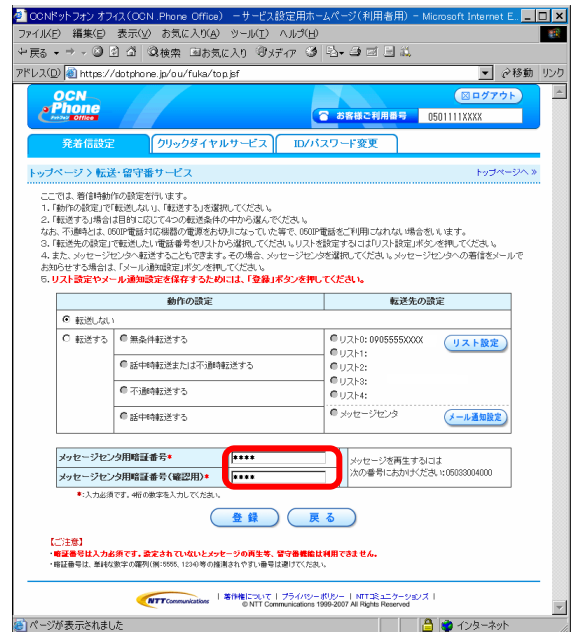 OCNドットフォン オフィス(OCN .Phone Office) －サービス設定用ホームページ(利用者用) - Microsoft Internet E...
ファイル(F) 編集(E) 表示(V) お気に入り(A) ツール(T) ヘルプ(H)
戻る 検索 お気に入り メディア
アドレス(D) https://dotphone.jp/ou/fuka/top.jsf 移動 リンク
OCN
.Phone
Office
ログアウト
お客様ご利用番号 0501111XXXX
発着信設定 クリックダイヤルサービス ID/パスワード変更
トップページ > 転送・留守番サービス トップページへ »
ここでは、着信時動作の設定を行います。
1.「動作の設定」で「転送しない」、「転送する」を選択してください。
2.「転送する」場合は目的に応じて4つの転送条件の中から選んでください。
なお、不通時とは、050IP電話対応機器の電源をお切りになっていた等で、050IP電話をご利用になれない場合をいいます。
3.「転送先の設定」で転送したい電話番号をリストから選択してください。リストを設定するには「リスト設定」ボタンを押してください。
4.また、メッセージセンタへ転送することもできます。その場合、メッセージセンタを選択してください。メッセージセンタへの着信をメールで
お知らせする場合は、「メール通知設定」ボタンを押してください。
5.リスト設定やメール通知設定を保存するためには、「登録」ボタンを押してください。
動作の設定 転送先の設定
転送しない
転送する 無条件転送する
話中時転送または不通時転送する
不通時転送する
話中時転送する
リスト0: 0905555XXXX リスト設定
リスト1:
リスト2:
リスト3:
リスト4:
メッセージセンタ メール通知設定
メッセージセンタ用暗証番号* ****
メッセージセンタ用暗証番号(確認用)* ****
メッセージを再生するには
次の番号におかけください:05033004000
*:入力必須です。4桁の数字を入力してください。
登 録 戻 る
【ご注意】
・暗証番号は入力必須です。設定されていないとメッセージの再生等、留守番機能は利用できません。
・暗証番号は、単純な数字の羅列(例:5555、1234)等の推測されやすい番号は避けてください。
NTT Communications
| 著作権について | プライバシーポリシー | NTTコミュニケーションズ |
© NTT Communications 1999-2007 All Rights Reserved
ページが表示されました インターネット